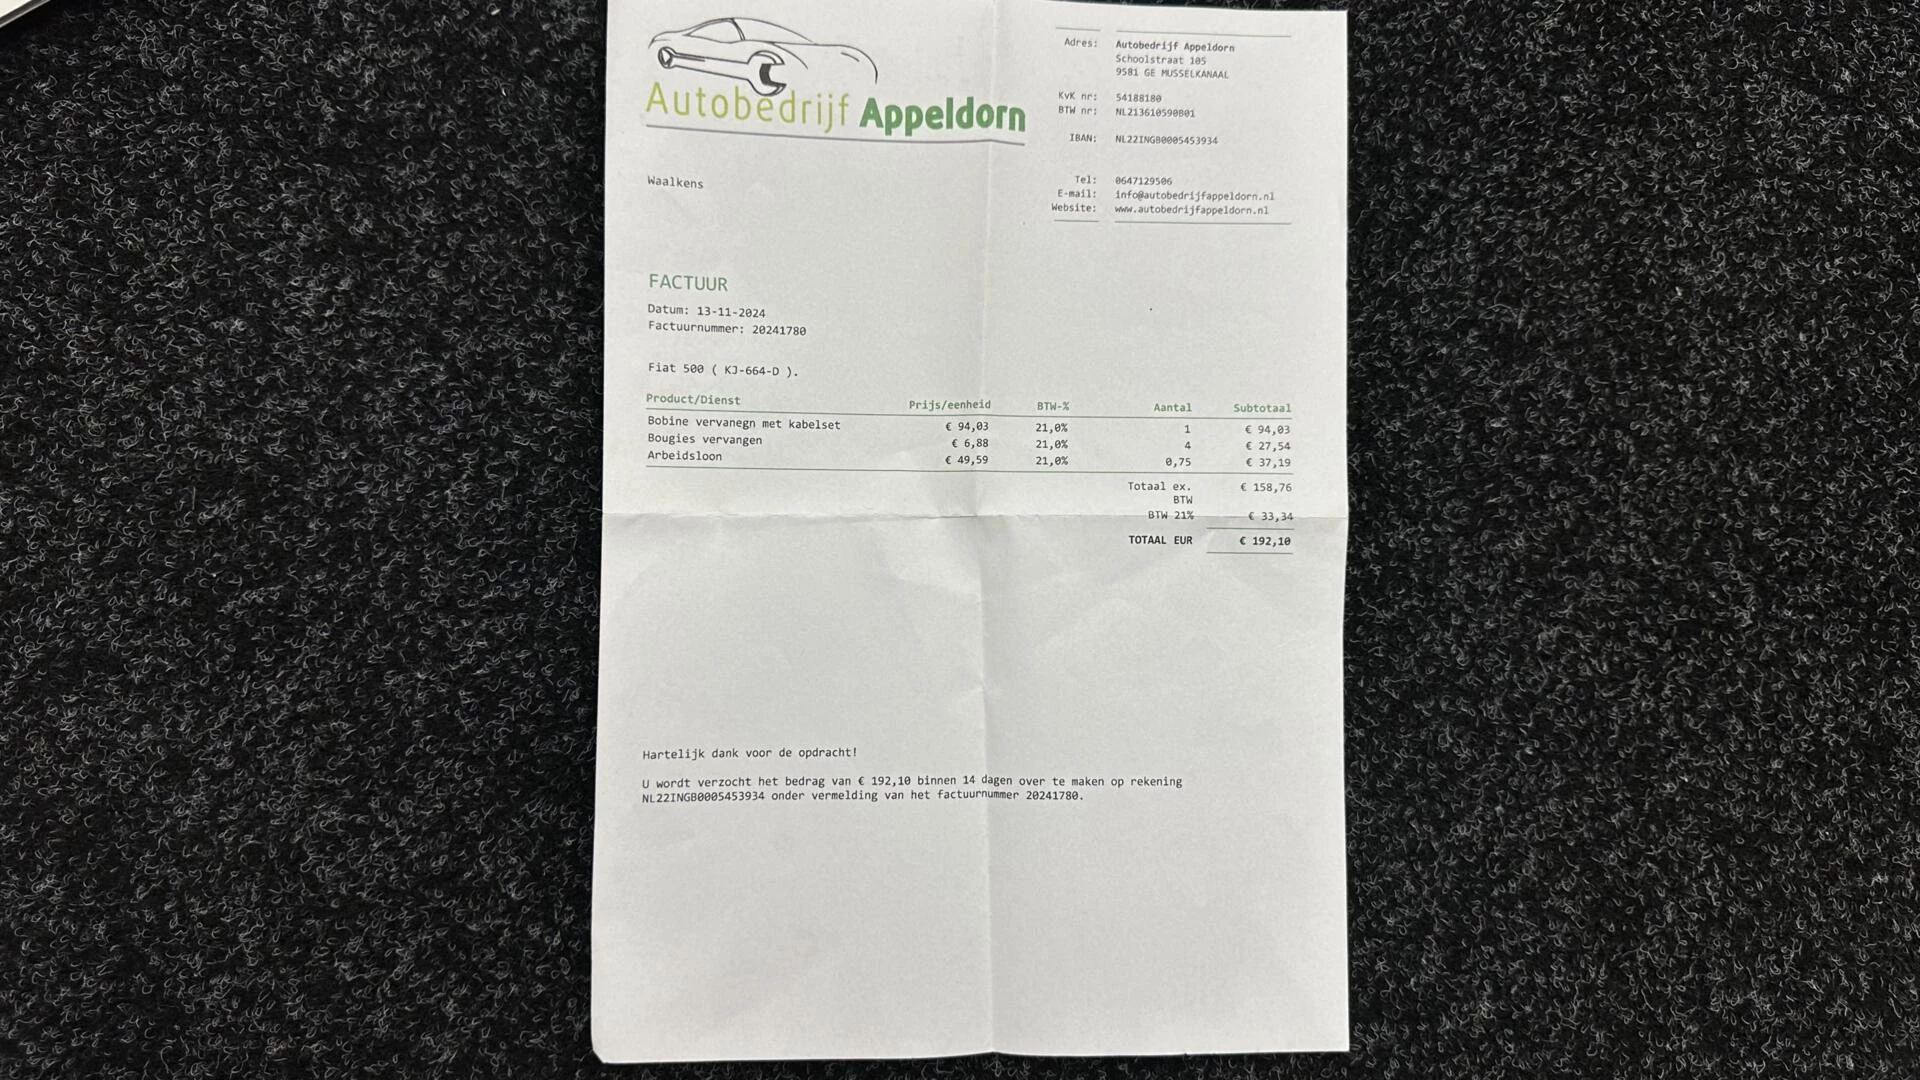 Autobedrijf Appeldorn
Adres: Autobedrijf Appeldorn
Schoolstraat 105
9581 GE MUSSELKANAAL
KvK nr: 54188180
BTW nr: NL213610590B01
IBAN: NL22INGB0005453934
Tel: 0647129506
E-mail: info@autobedrijfappeldorn.nl
Website: www.autobedrijfappeldorn.nl
Waalkens
FACTUUR
Datum: 13-11-2024
Factuurnummer: 20241780
Fiat 500 ( KJ-664-D ).
Product/Dienst Prijs/eenheid BTW-% Aantal Subtotaal
Bobine vervanegn met kabelset € 94,03 21,0% 1 € 94,03
Bougies vervangen € 6,88 21,0% 4 € 27,54
Arbeidsloon € 49,59 21,0% 0,75 € 37,19
Totaal ex. € 158,76
BTW
BTW 21% € 33,34
TOTAAL EUR € 192,10
Hartelijk dank voor de opdracht!
U wordt verzocht het bedrag van € 192,10 binnen 14 dagen over te maken op rekening
NL22INGB0005453934 onder vermelding van het factuurnummer 20241780.